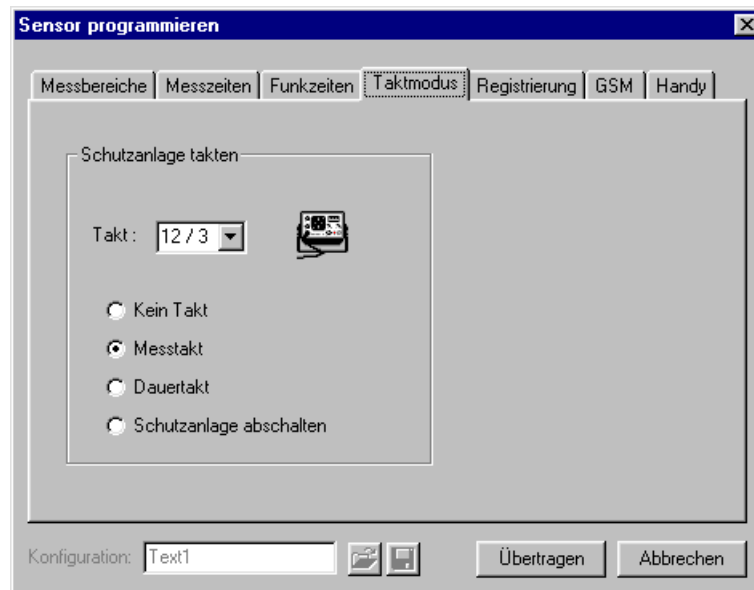 Sensor programmieren
Messbereiche Messzeiten Funkzeiten Taktmodus Registrierung GSM Handy
Schutzanlage takten
Takt : 12 / 3
Kein Takt
Messtakt
Dauertakt
Schutzanlage abschalten
Konfiguration: Text1 Übertragen Abbrechen